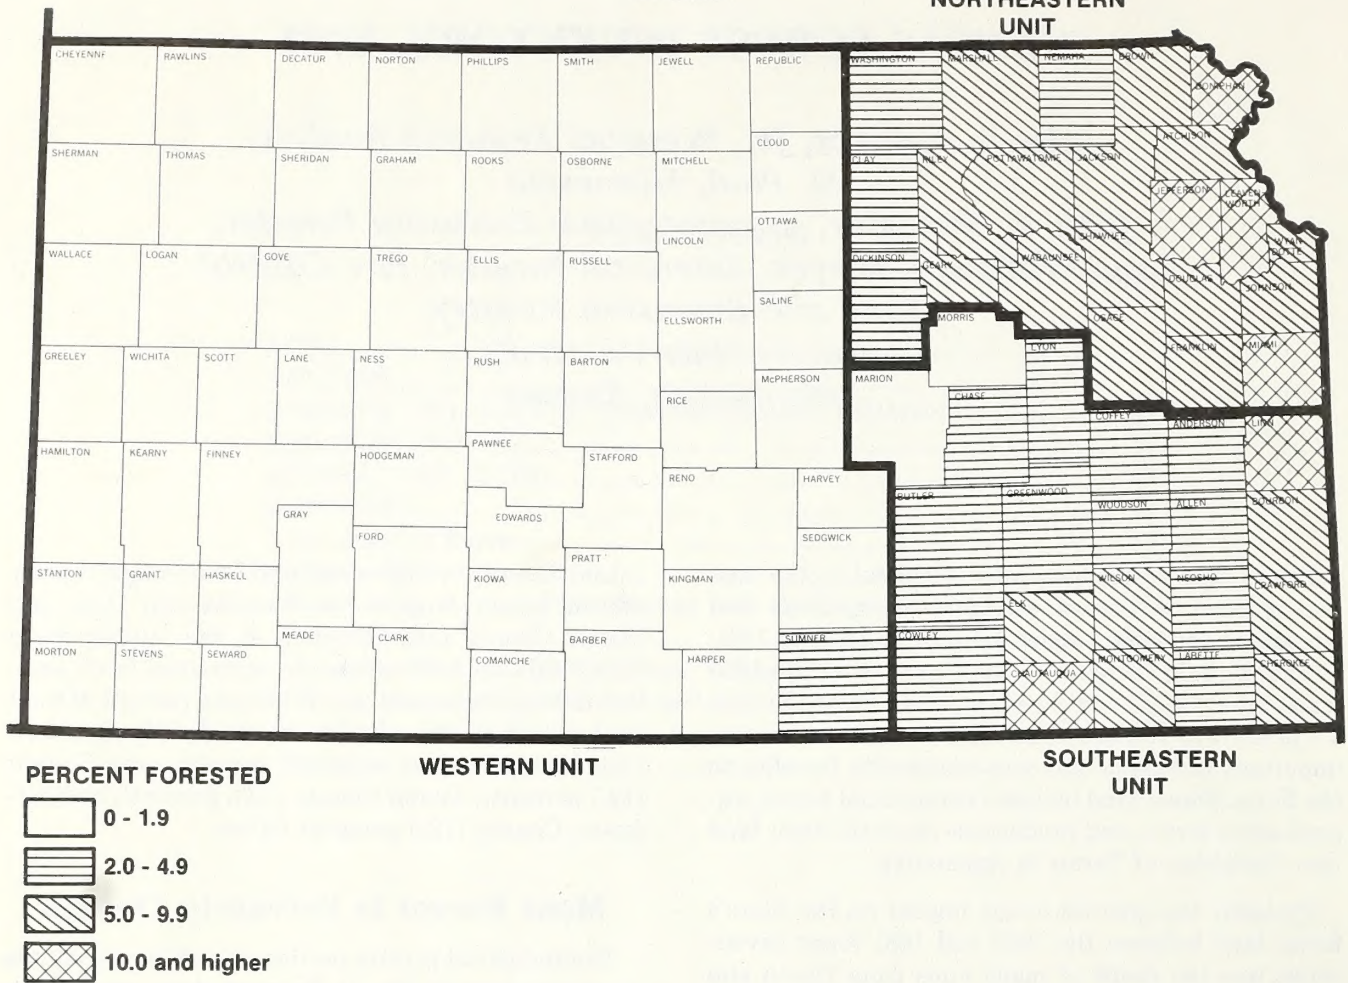 NORTHEASTERN
UNIT
CHEYENNE RAWLINS DECATUR NORTON PHILLIPS SMITH JEWELL REPUBLIC WASHINGTON MARSHALL NEMAHA BROWN DONIPHAN
CLOUD ATCHISON
SHERMAN THOMAS SHERIDAN GRAHAM ROOKS OSBORNE MITCHELL CLAY RILEY POTTAWATOMIE JACKSON
JEFFERSON LEAVEN
WORTH
OTTAWA
LINCOLN SHAWNEE WYAN
DOTTE
WALLACE LOGAN GOVE TREGO ELLIS RUSSELL DICKINSON GEARY WABAUNSEE
DOUGLAS JOHNSON
SALINE
ELLSWORTH MORRIS OSAGE
GREELEY WICHITA SCOTT LANE NESS RUSH BARTON LYON FRANKLIN MIAMI
McPHERSON MARION
RICE CHASE
COFFEY ANDERSON LINN
HAMILTON KEARNY FINNEY HODGEMAN PAWNEE STAFFORD
RENO HARVEY
BUTLER GREENWOOD WOODSON ALLEN BOURBON
GRAY EDWARDS
FORD SEDGWICK
PRATT
STANTON GRANT HASKELL KIOWA KINGMAN WILSON NEOSHO CRAWFORD
ELK
MEADE CLARK BARBER SUMNER COWLEY
MORTON STEVENS SEWARD COMANCHE HARPER MONTGOMERY LABETTE CHEROKEE
CHAUTAUQUA
WESTERN UNIT
SOUTHEASTERN
UNIT
PERCENT FORESTED
0 - 1.9
2.0 - 4.9
5.0 - 9.9
10.0 and higher